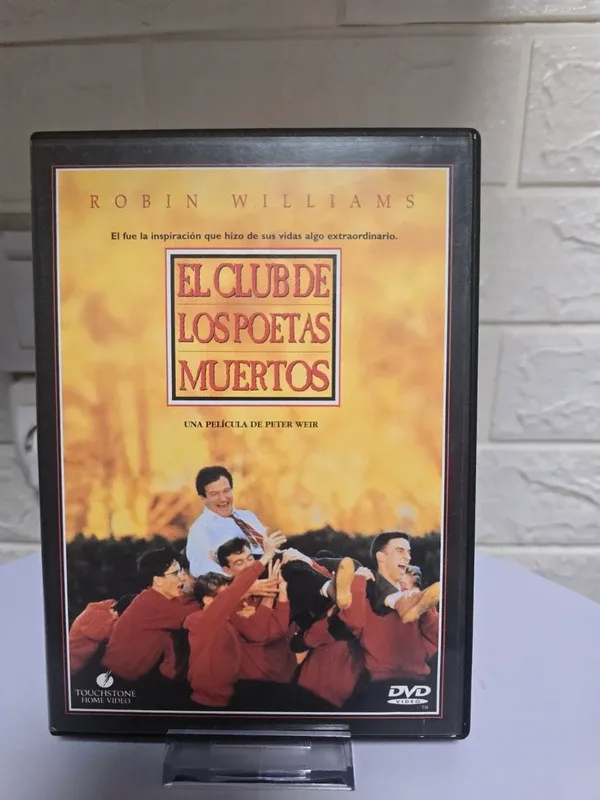 ROBIN WILLIAMS
El fue la inspiración que hizo de sus vidas algo extraordinario.
EL CLUB DE
LOS POETAS
MUERTOS
UNA PELÍCULA DE PETER WEIR
TOUCHSTONE
HOME VIDEO
DVD
VIDEO
TM